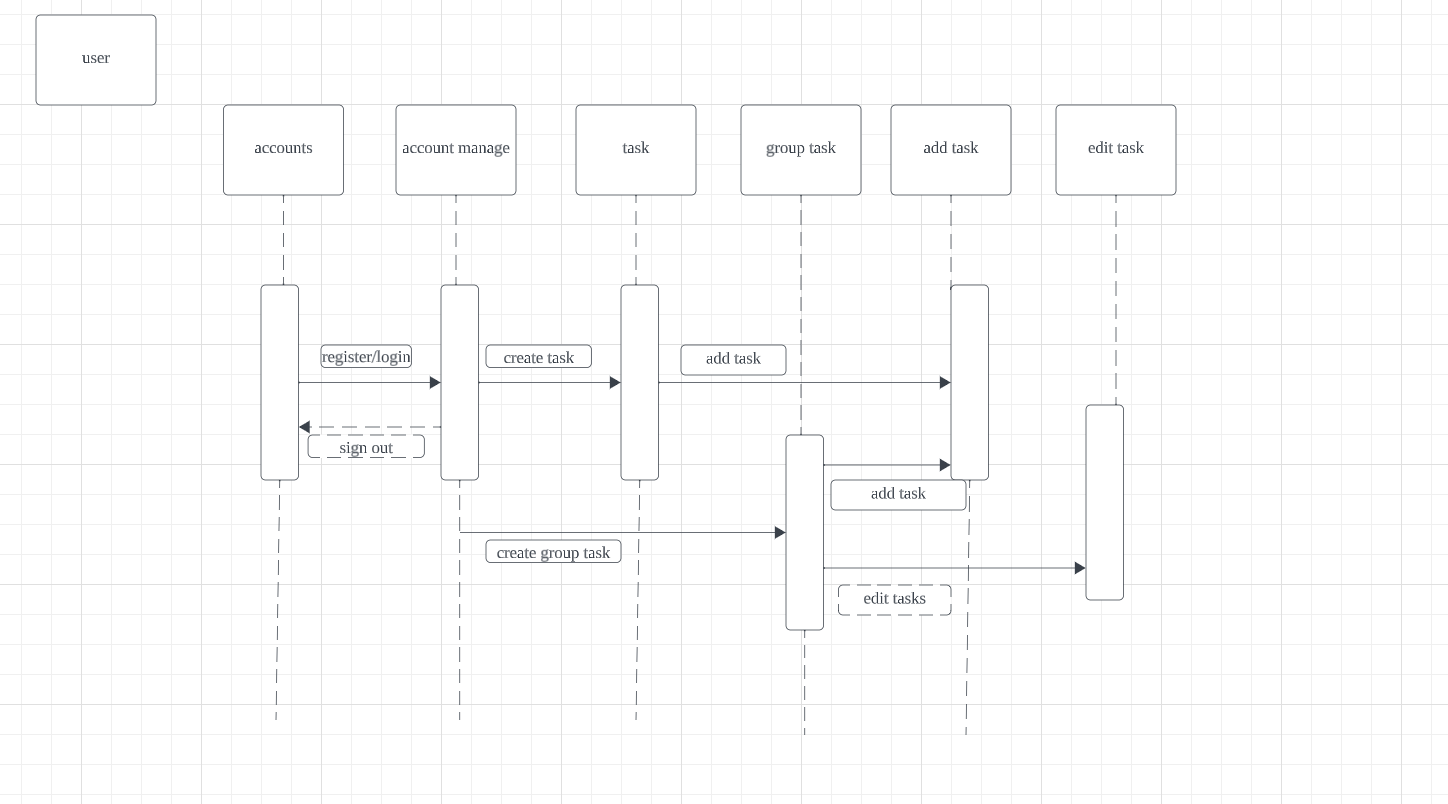 user
accounts
account manage
task
group task
add task
edit task
register/login
create task
add task
sign out
add task
create group task
edit tasks